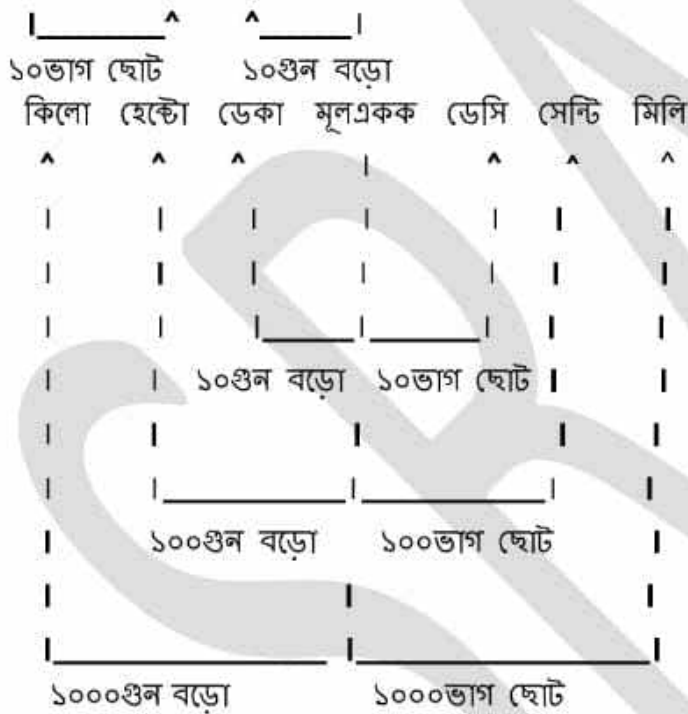 ১০ভাগ ছোট ১০গুন বড়ো
কিলো হেক্টো ডেকা মূলএকক ডেসি সেন্টি মিলি
১০গুন বড়ো ১০ভাগ ছোট
১০০গুন বড়ো ১০০ভাগ ছোট
১০০০গুন বড়ো ১০০০ভাগ ছোট